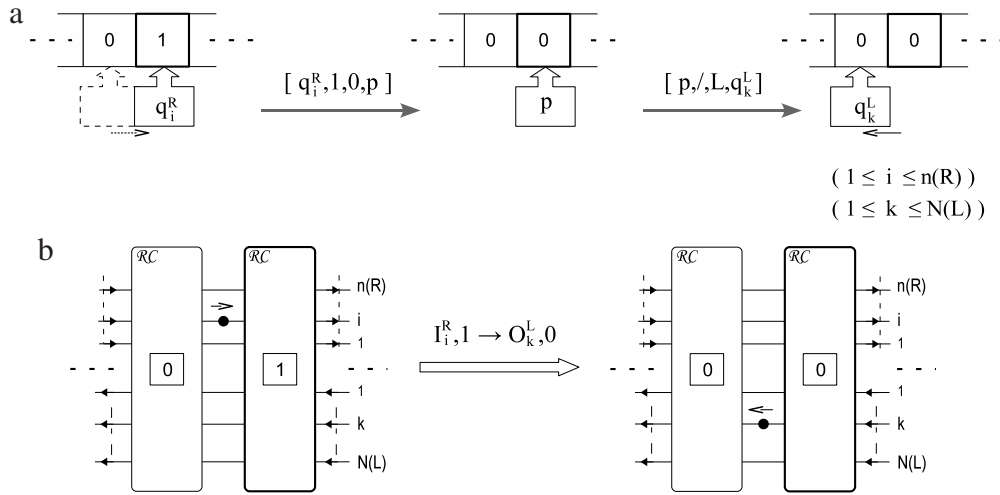 a
0 1 0 0 0 0
[ q_i^R,1,0,p ] [ p,/,L,q_k^L ]
q_i^R p q_k^L
( 1 ≤ i ≤ n(R) )
( 1 ≤ k ≤ N(L) )
b
RC RC RC RC
n(R) n(R)
i i
I_i^R,1 → O_k^L,0
1 1
0 1 0 0
1 1
k k
N(L) N(L)